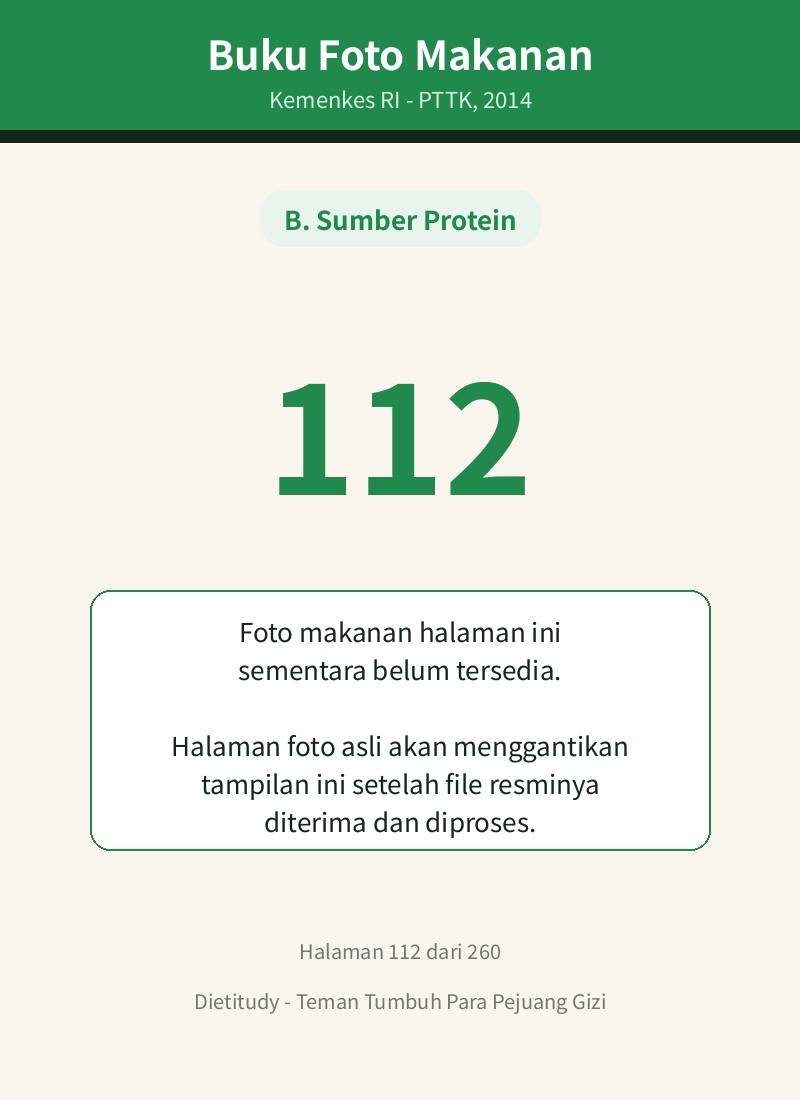 Buku Foto Makanan
Kemenkes RI - PTTK, 2014
B. Sumber Protein
112
Foto makanan halaman ini
sementara belum tersedia.
Halaman foto asli akan menggantikan
tampilan ini setelah file resminya
diterima dan diproses.
Halaman 112 dari 260
Dietitudy - Teman Tumbuh Para Pejuang Gizi